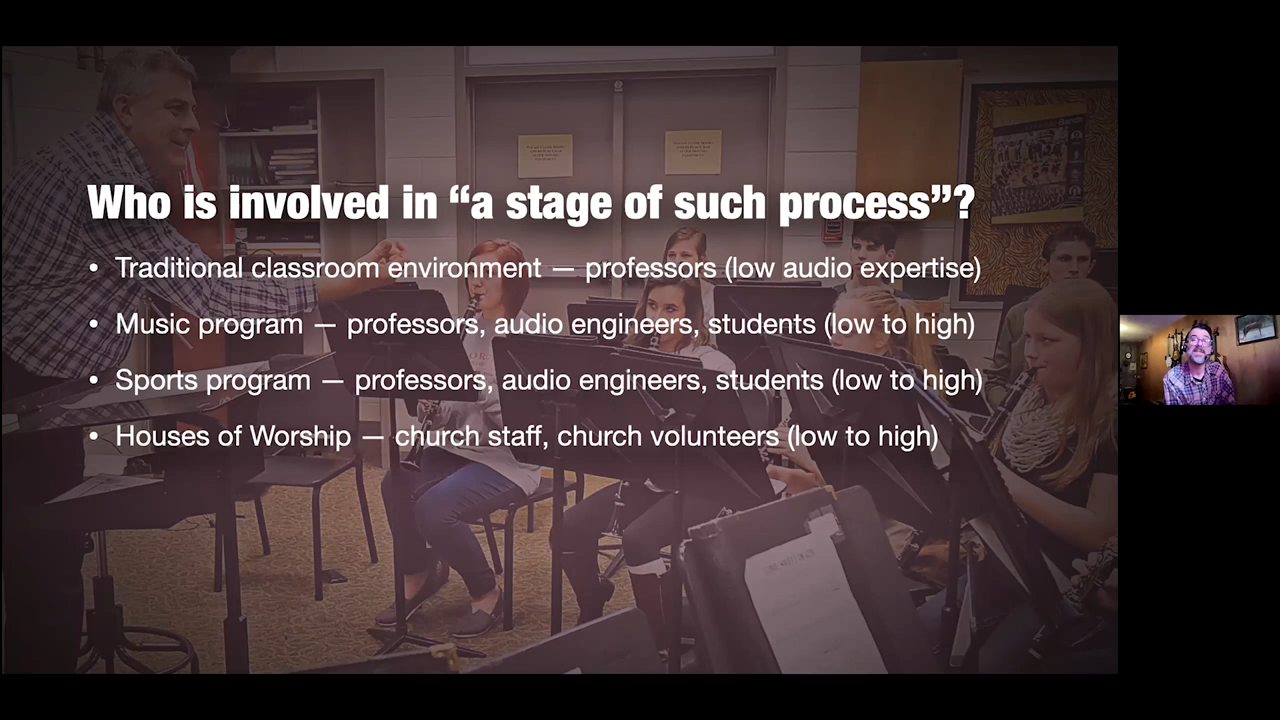 Who is involved in “a stage of such process”?
• Traditional classroom environment — professors (low audio expertise)
• Music program — professors, audio engineers, students (low to high)
• Sports program — professors, audio engineers, students (low to high)
• Houses of Worship — church staff, church volunteers (low to high)